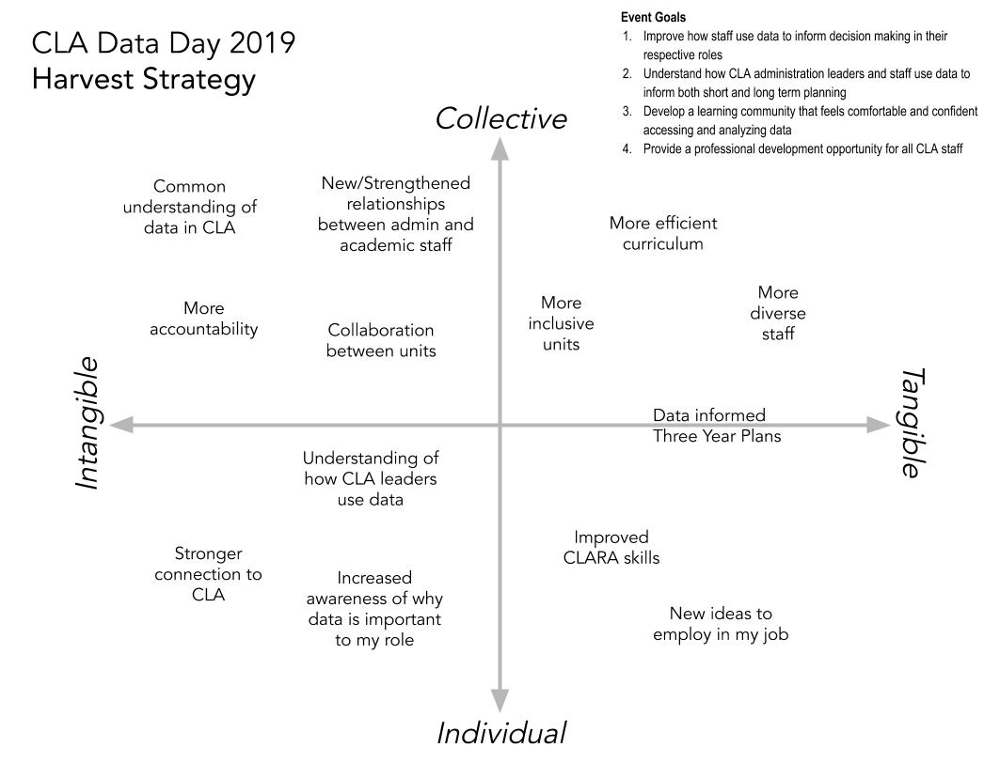 CLA Data Day 2019
Harvest Strategy
Event Goals
1. Improve how staff use data to inform decision making in their
respective roles
2. Understand how CLA administration leaders and staff use data to
inform both short and long term planning
3. Develop a learning community that feels comfortable and confident
accessing and analyzing data
4. Provide a professional development opportunity for all CLA staff
Collective
Common
understanding of
data in CLA
New/Strengthened
relationships
between admin and
academic staff
More efficient
curriculum
More
accountability
Collaboration
between units
More
inclusive
units
More
diverse
staff
Intangible
Tangible
Data informed
Three Year Plans
Understanding of
how CLA leaders
use data
Stronger
connection to
CLA
Increased
awareness of why
data is important
to my role
Improved
CLARA skills
New ideas to
employ in my job
Individual